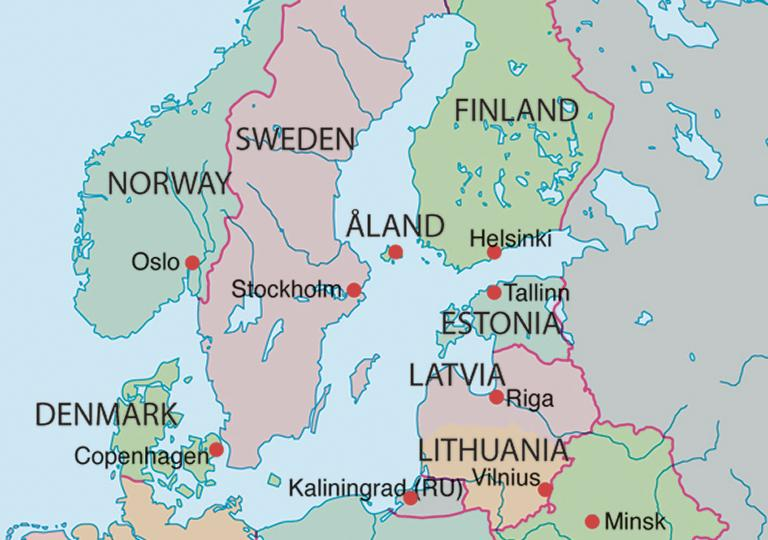 FINLAND
SWEDEN
NORWAY
ÅLAND
Helsinki
Oslo
Stockholm
Tallinn
ESTONIA
LATVIA
Riga
DENMARK
Copenhagen
LITHUANIA
Vilnius
Kaliningrad (RU)
Minsk